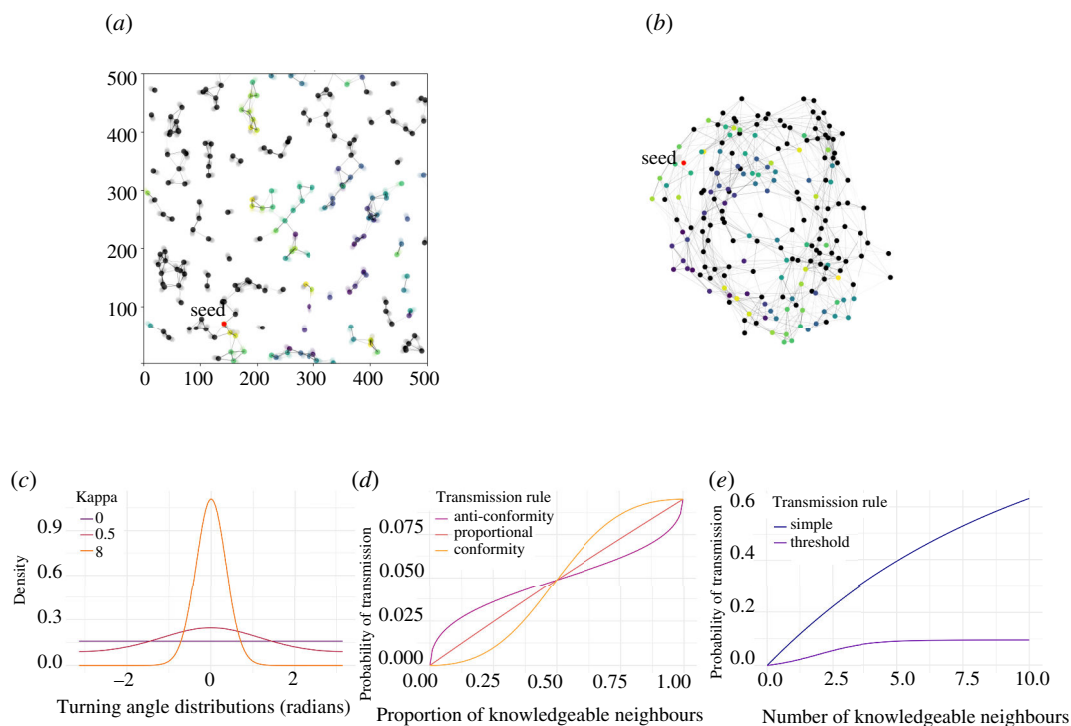 (a)
500
400
300
200
100
seed
0
100
200
300
400
500
(b)
seed
(c)
Kappa
0
0.5
8
Density
0.9
0.6
0.3
0.0
−2
0
2
Turning angle distributions (radians)
(d)
Transmission rule
anti-conformity
proportional
conformity
Probability of transmission
0.075
0.050
0.025
0.000
0.00
0.25
0.50
0.75
1.00
Proportion of knowledgeable neighbours
(e)
Transmission rule
simple
threshold
Probability of transmission
0.6
0.4
0.2
0.0
0.0
2.5
5.0
7.5
10.0
Number of knowledgeable neighbours